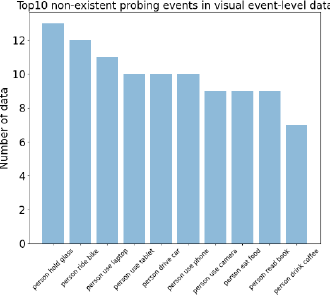 Top10 non-existent probing events in visual event-level data
Number of data
12
10
8
6
4
2
0
person hold glass
person ride bike
person use laptop
person use tablet
person drive car
person use phone
person use camera
person eat food
person read book
person drink coffee